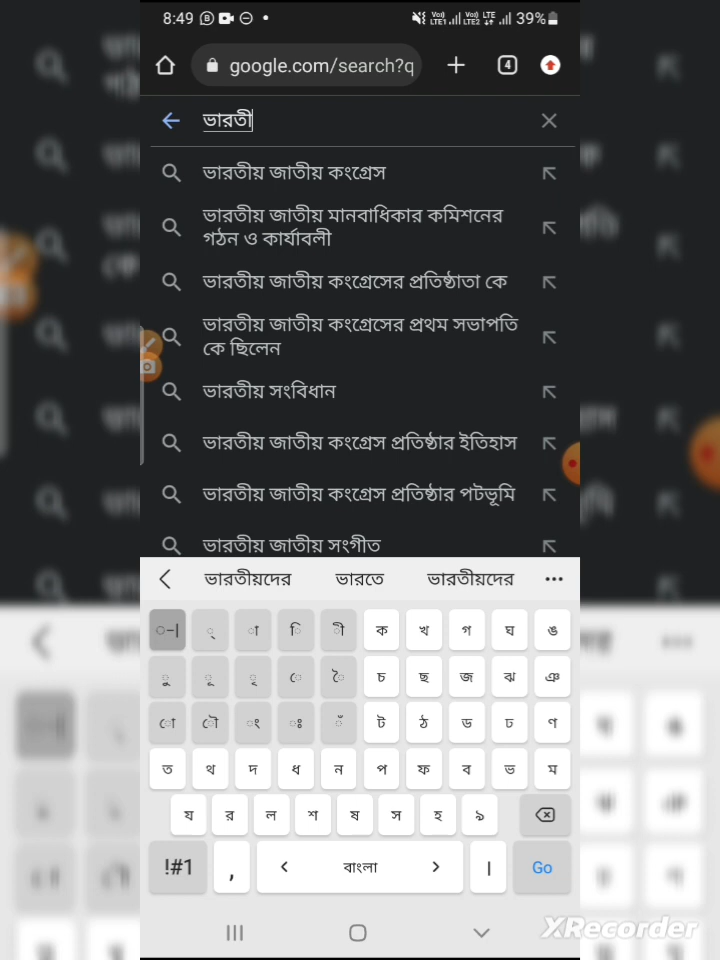 8:49 39%
google.com/search?q 4
ভারতী
ভারতীয় জাতীয় কংগ্রেস
ভারতীয় জাতীয় মানবাধিকার কমিশনের
গঠন ও কার্যাবলী
ভারতীয় জাতীয় কংগ্রেসের প্রতিষ্ঠাতা কে
ভারতীয় জাতীয় কংগ্রেসের প্রথম সভাপতি
কে ছিলেন
ভারতীয় সংবিধান
ভারতীয় জাতীয় কংগ্রেস প্রতিষ্ঠার ইতিহাস
ভারতীয় জাতীয় কংগ্রেস প্রতিষ্ঠার পটভূমি
ভারতীয় জাতীয় সংগীত
ভারতীয়দের ভারতে ভারতীয়দের
্ া ি ী ক খ গ ঘ ঙ
ু ূ ৃ ে ৈ চ ছ জ ঝ ঞ
ো ৌ ং ঃ ঁ ট ঠ ড ঢ ণ
ত থ দ ধ ন প ফ ব ভ ম
য র ল শ ষ স হ ৯
!#1 , < বাংলা > । Go
XRecorder